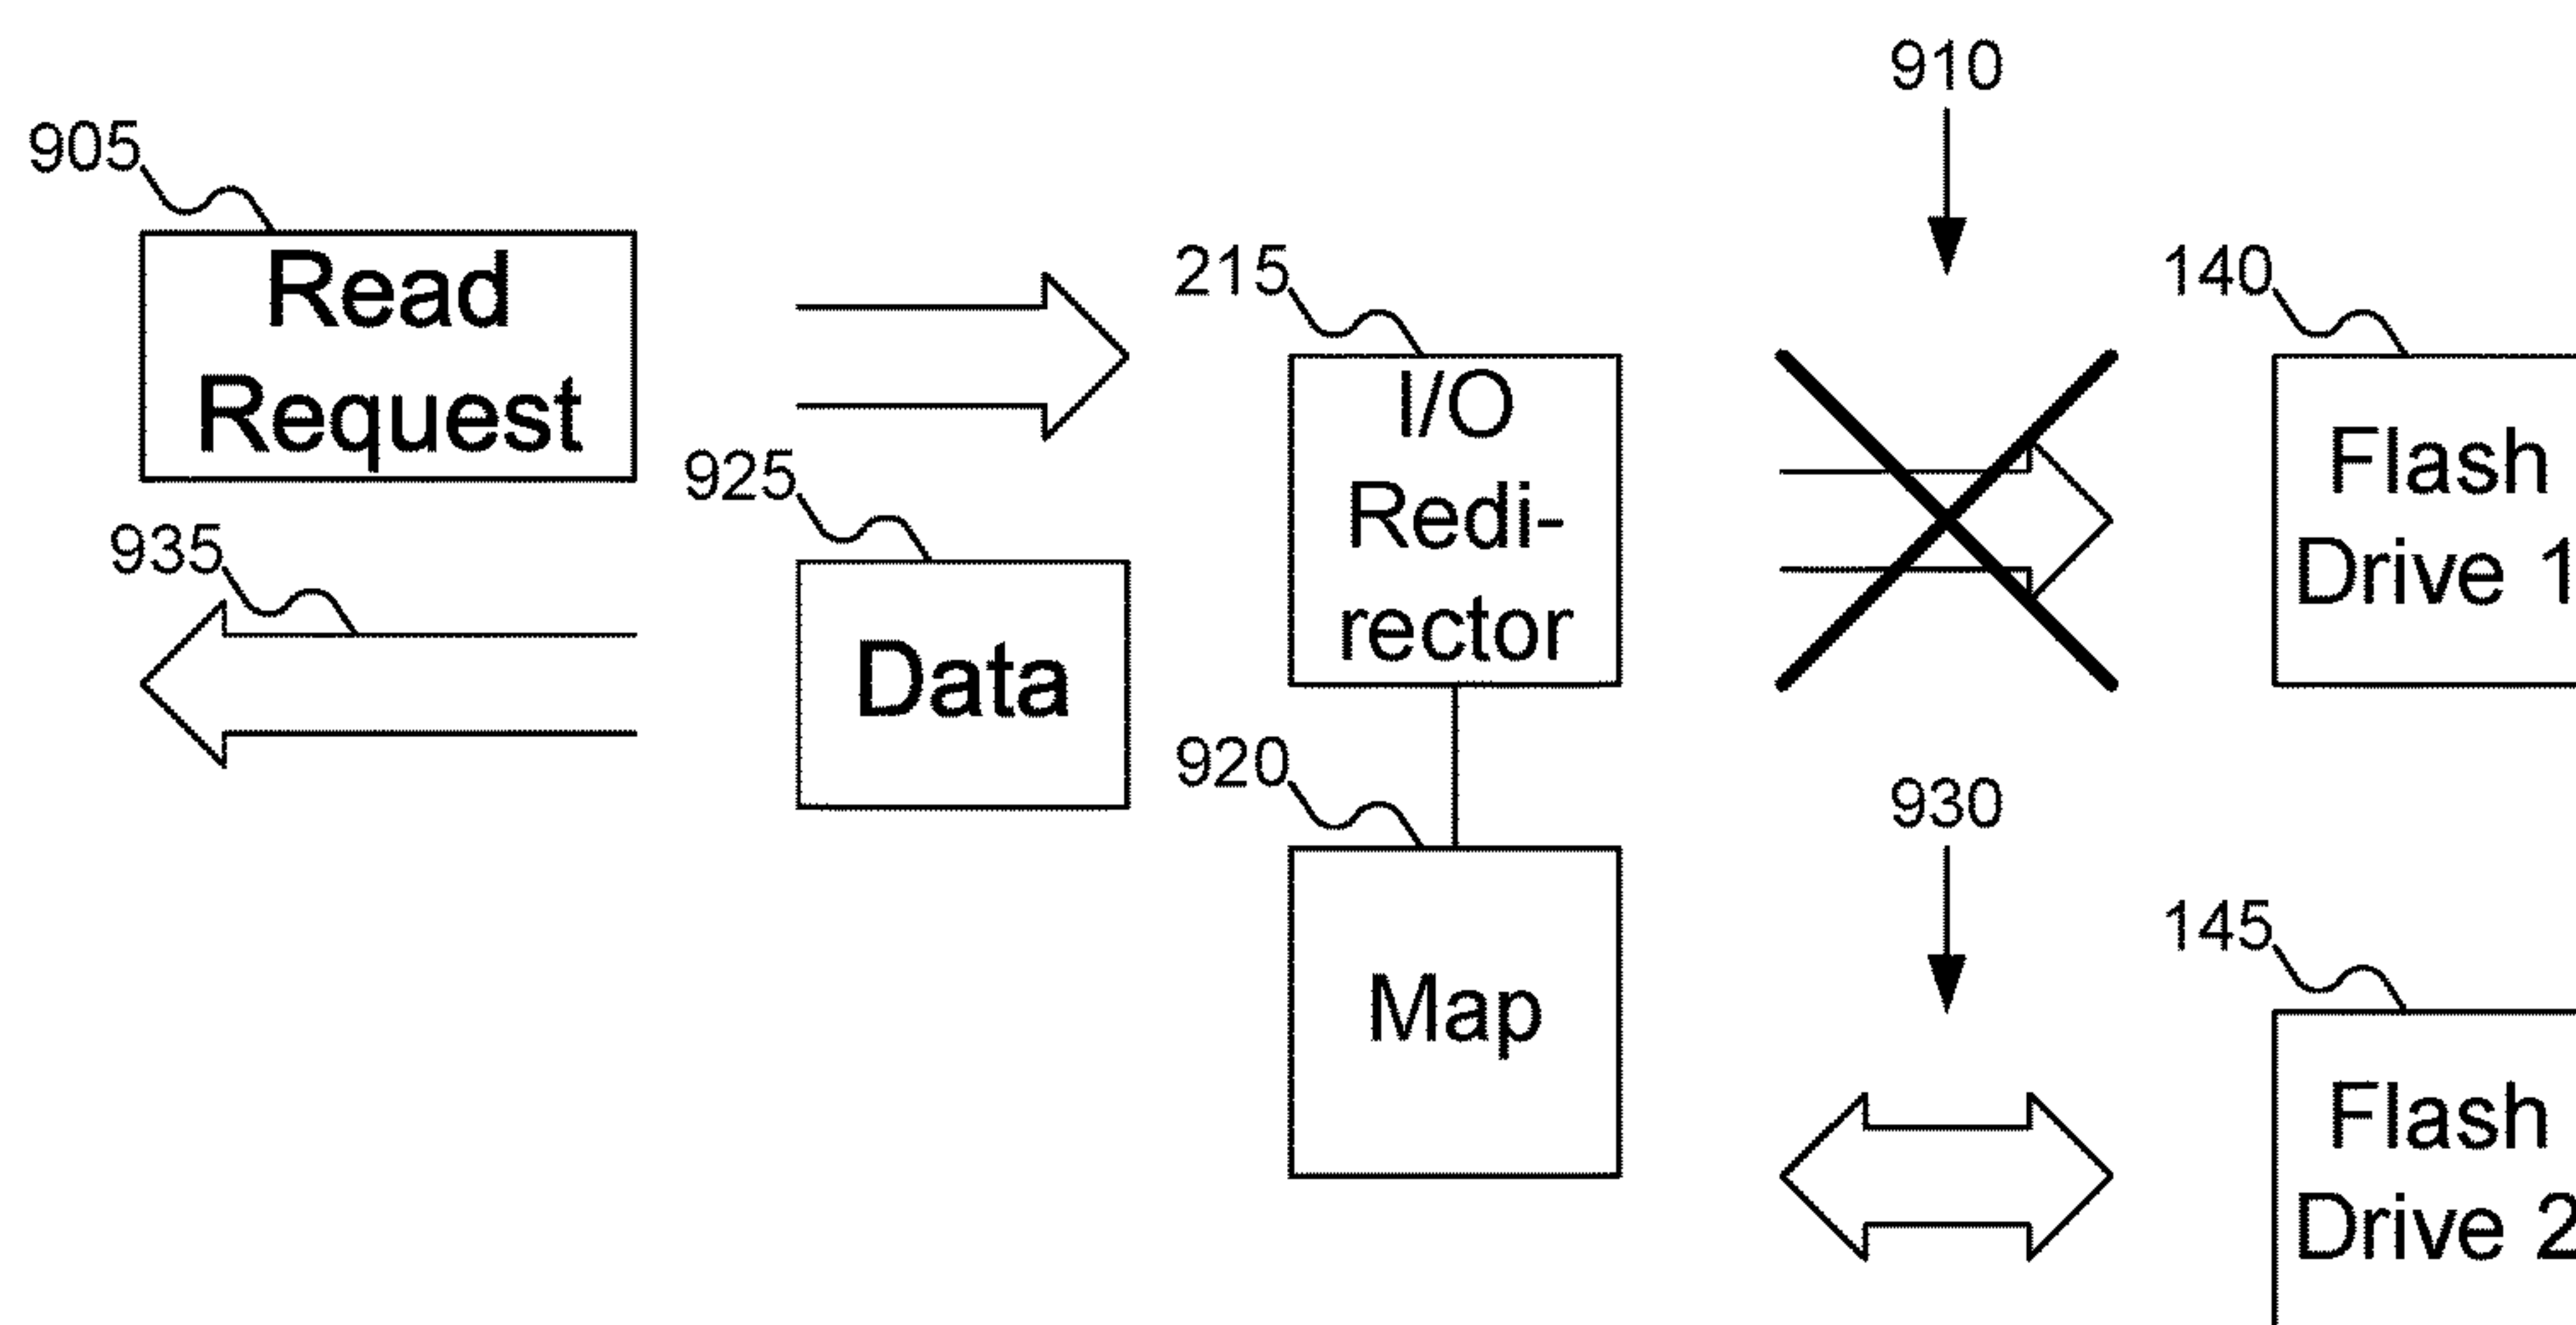 910
905
Read
Request
215
I/O
Redi-
rector
140
Flash
Drive 1
925
Data
935
920
Map
930
145
Flash
Drive 2